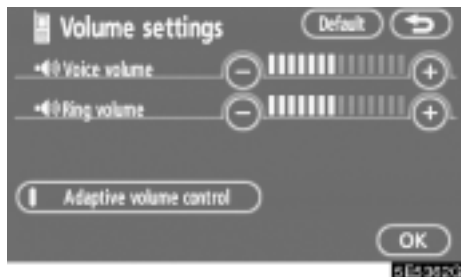 Volume settings
Default
Voice volume
Ring volume
Adaptive volume control
OK